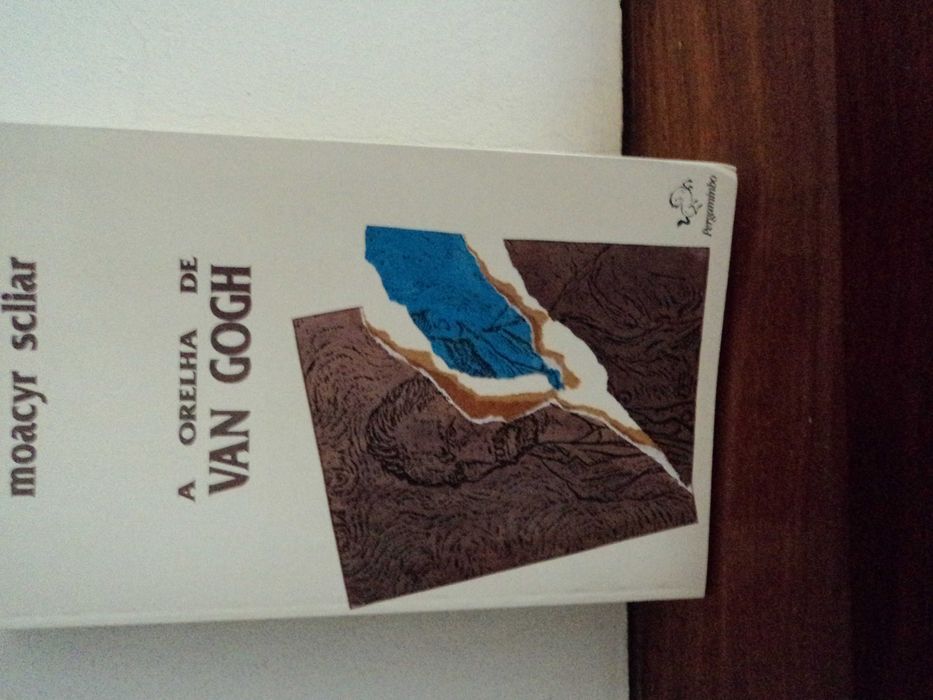 moacyr scliar
A ORELHA DE
VAN GOGH
Pergaminho